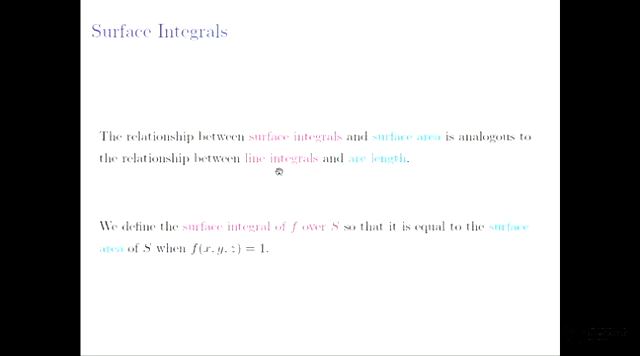 Surface Integrals
The relationship between surface integrals and surface area is analogous to
the relationship between line integrals and arc length.
We define the surface integral of f over S so that it is equal to the surface
area of S when f(x, y, z) = 1.